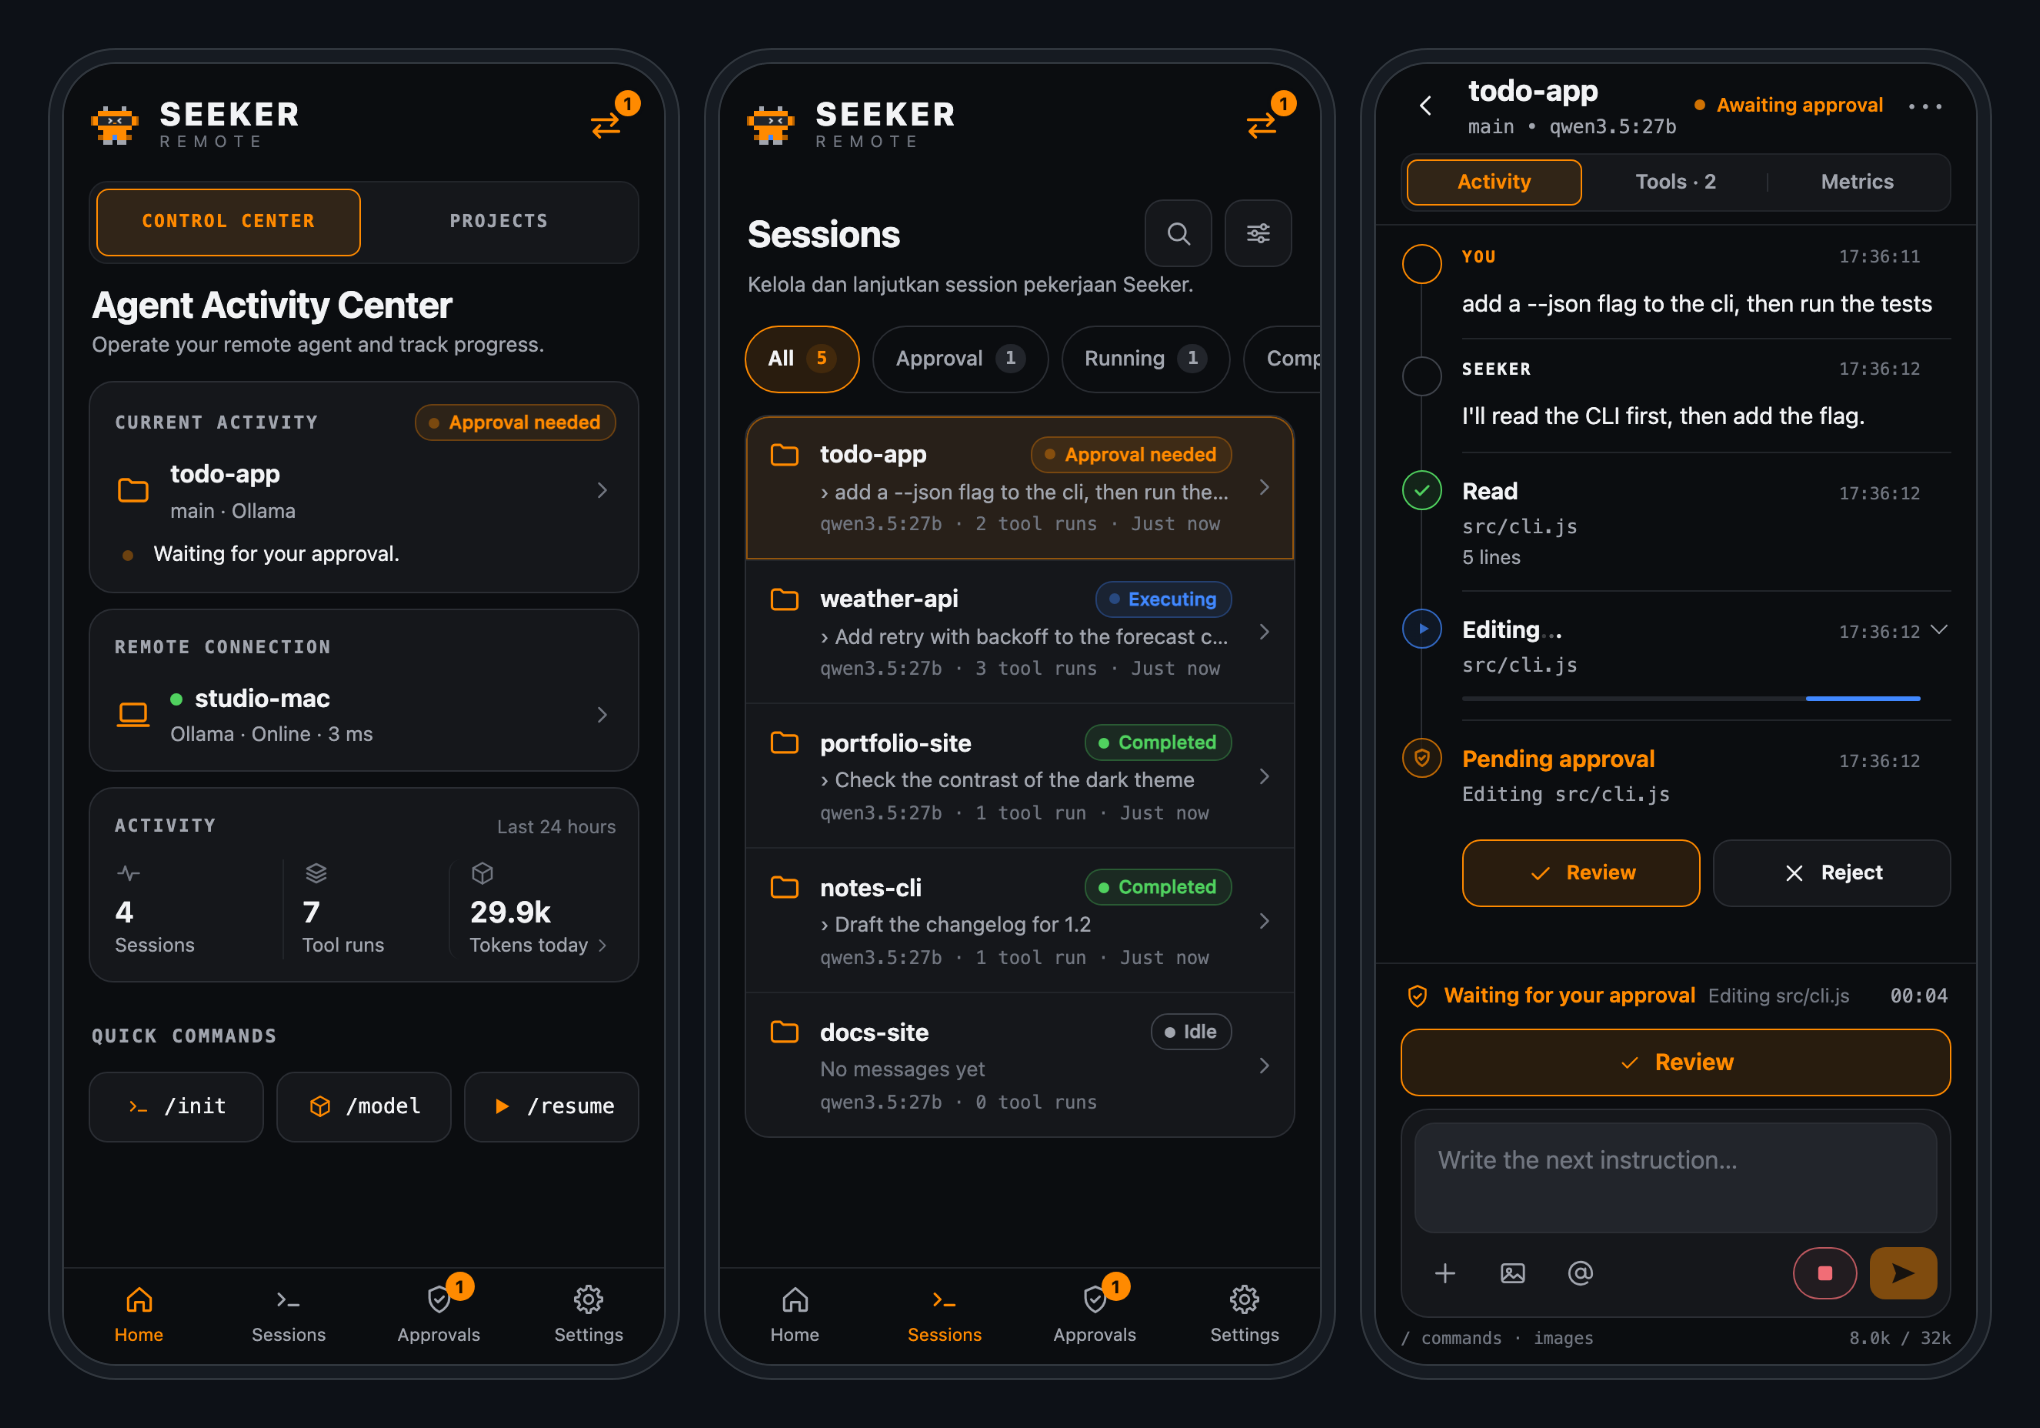 SEEKER
REMOTE
1
CONTROL CENTER
PROJECTS
Agent Activity Center
Operate your remote agent and track progress.
CURRENT ACTIVITY
Approval needed
todo-app
main · Ollama
Waiting for your approval.
REMOTE CONNECTION
studio-mac
Ollama · Online · 3 ms
ACTIVITY
Last 24 hours
4
Sessions
7
Tool runs
29.9k
Tokens today
QUICK COMMANDS
/init
/model
/resume
Home
Sessions
1
Approvals
Settings
SEEKER
REMOTE
1
Sessions
Kelola dan lanjutkan session pekerjaan Seeker.
All 5
Approval 1
Running 1
Comp
todo-app
Approval needed
› add a --json flag to the cli, then run the...
qwen3.5:27b · 2 tool runs · Just now
weather-api
Executing
› Add retry with backoff to the forecast c...
qwen3.5:27b · 3 tool runs · Just now
portfolio-site
Completed
› Check the contrast of the dark theme
qwen3.5:27b · 1 tool run · Just now
notes-cli
Completed
› Draft the changelog for 1.2
qwen3.5:27b · 1 tool run · Just now
docs-site
Idle
No messages yet
qwen3.5:27b · 0 tool runs
Home
Sessions
1
Approvals
Settings
todo-app
main • qwen3.5:27b
Awaiting approval
Activity
Tools · 2
Metrics
YOU
17:36:11
add a --json flag to the cli, then run the tests
SEEKER
17:36:12
I'll read the CLI first, then add the flag.
Read
17:36:12
src/cli.js
5 lines
Editing...
17:36:12
src/cli.js
Pending approval
17:36:12
Editing src/cli.js
Review
Reject
Waiting for your approval Editing src/cli.js 00:04
Review
Write the next instruction...
/ commands · images
8.0k / 32k